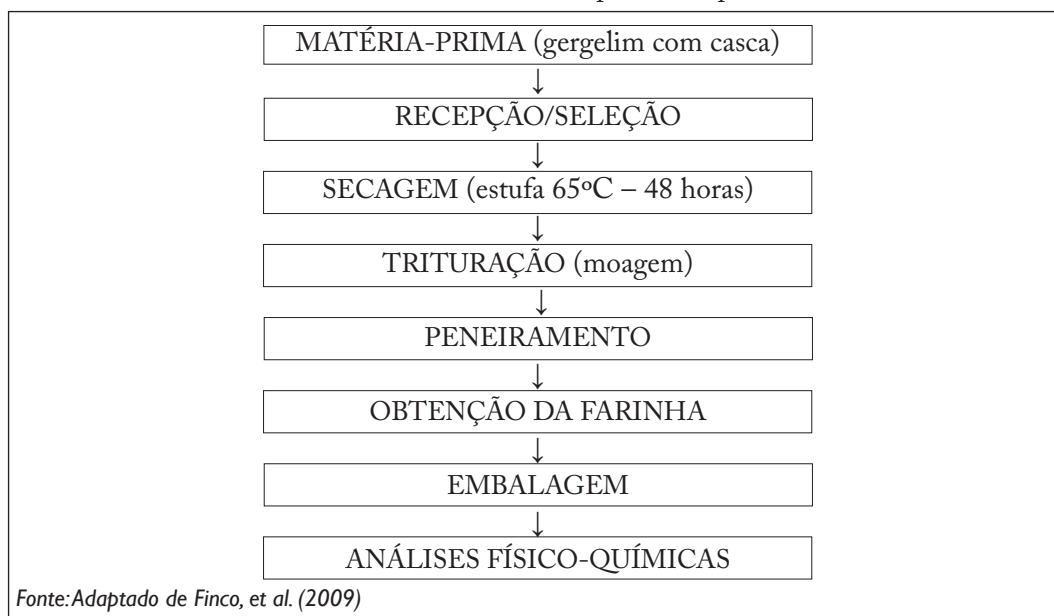 MATÉRIA-PRIMA (gergelim com casca)
↓
RECEPÇÃO/SELEÇÃO
↓
SECAGEM (estufa 65ºC – 48 horas)
↓
TRITURAÇÃO (moagem)
↓
PENEIRAMENTO
↓
OBTENÇÃO DA FARINHA
↓
EMBALAGEM
↓
ANÁLISES FÍSICO-QUÍMICAS
Fonte: Adaptado de Finco, et al. (2009)